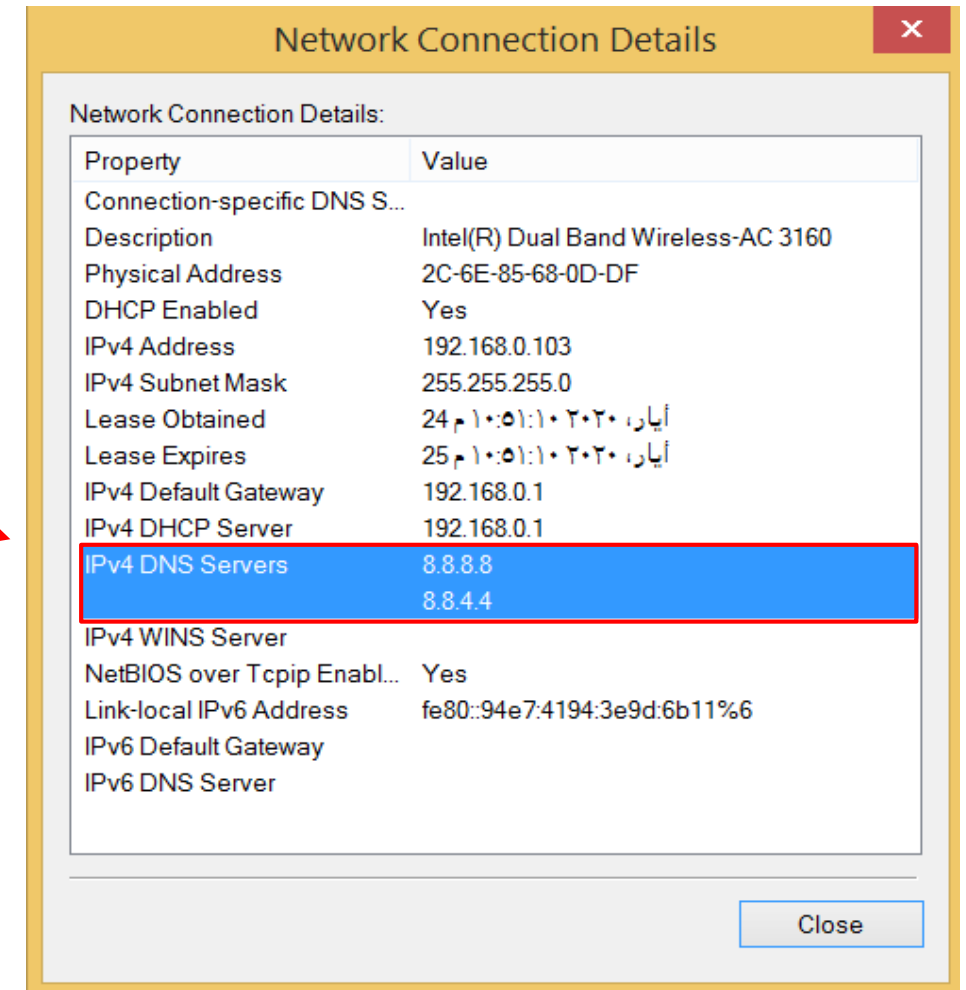 Network Connection Details
Network Connection Details:
Property Value
Connection-specific DNS S...
Description Intel(R) Dual Band Wireless-AC 3160
Physical Address 2C-6E-85-68-0D-DF
DHCP Enabled Yes
IPv4 Address 192.168.0.103
IPv4 Subnet Mask 255.255.255.0
Lease Obtained 24 أيار، ٢٠٢٠ ١٠:٥١:١٠ م
Lease Expires 25 أيار، ٢٠٢٠ ١٠:٥١:١٠ م
IPv4 Default Gateway 192.168.0.1
IPv4 DHCP Server 192.168.0.1
IPv4 DNS Servers 8.8.8.8
8.8.4.4
IPv4 WINS Server
NetBIOS over Tcpip Enabl... Yes
Link-local IPv6 Address fe80::94e7:4194:3e9d:6b11%6
IPv6 Default Gateway
IPv6 DNS Server
Close